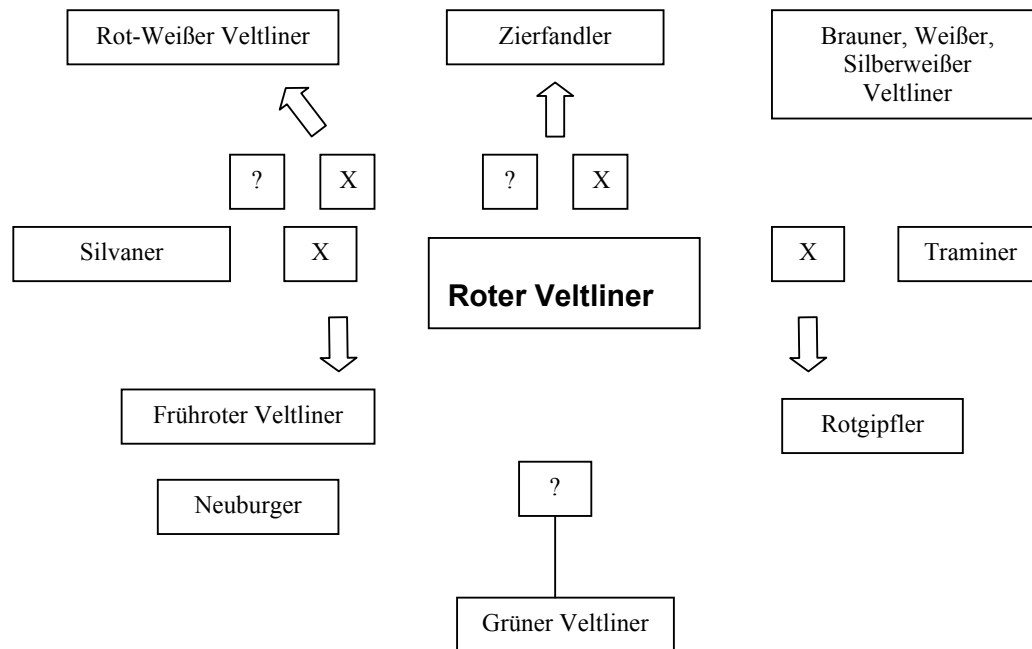 Rot-Weißer Veltliner
Zierfandler
Brauner, Weißer,
Silberweißer
Veltliner
?
X
?
X
Silvaner
X
Roter Veltliner
X
Traminer
Frühroter Veltliner
Rotgipfler
Neuburger
?
Grüner Veltliner